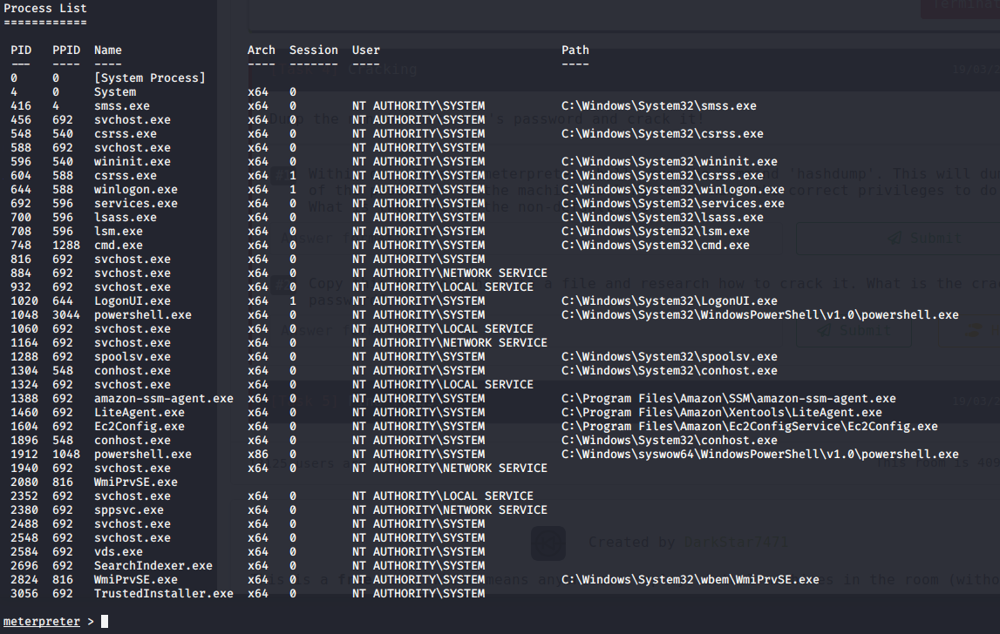 Process List
============
PID PPID Name Arch Session User Path
--- ---- ---- ---- ------- ---- ----
0 0 [System Process]
4 0 System x64 0
416 4 smss.exe x64 0 NT AUTHORITY\SYSTEM C:\Windows\System32\smss.exe
456 692 svchost.exe x64 0 NT AUTHORITY\SYSTEM
548 540 csrss.exe x64 0 NT AUTHORITY\SYSTEM C:\Windows\System32\csrss.exe
588 692 svchost.exe x64 0 NT AUTHORITY\SYSTEM
596 540 wininit.exe x64 0 NT AUTHORITY\SYSTEM C:\Windows\System32\wininit.exe
604 588 csrss.exe x64 1 NT AUTHORITY\SYSTEM C:\Windows\System32\csrss.exe
644 588 winlogon.exe x64 1 NT AUTHORITY\SYSTEM C:\Windows\System32\winlogon.exe
692 596 services.exe x64 0 NT AUTHORITY\SYSTEM C:\Windows\System32\services.exe
700 596 lsass.exe x64 0 NT AUTHORITY\SYSTEM C:\Windows\System32\lsass.exe
708 596 lsm.exe x64 0 NT AUTHORITY\SYSTEM C:\Windows\System32\lsm.exe
748 1288 cmd.exe x64 0 NT AUTHORITY\SYSTEM C:\Windows\System32\cmd.exe
816 692 svchost.exe x64 0 NT AUTHORITY\SYSTEM
884 692 svchost.exe x64 0 NT AUTHORITY\NETWORK SERVICE
932 692 svchost.exe x64 0 NT AUTHORITY\LOCAL SERVICE
1020 644 LogonUI.exe x64 1 NT AUTHORITY\SYSTEM C:\Windows\System32\LogonUI.exe
1048 3044 powershell.exe x64 0 NT AUTHORITY\SYSTEM C:\Windows\System32\WindowsPowerShell\v1.0\powershell.exe
1060 692 svchost.exe x64 0 NT AUTHORITY\LOCAL SERVICE
1164 692 svchost.exe x64 0 NT AUTHORITY\NETWORK SERVICE
1288 692 spoolsv.exe x64 0 NT AUTHORITY\SYSTEM C:\Windows\System32\spoolsv.exe
1304 548 conhost.exe x64 0 NT AUTHORITY\SYSTEM C:\Windows\System32\conhost.exe
1324 692 svchost.exe x64 0 NT AUTHORITY\LOCAL SERVICE
1388 692 amazon-ssm-agent.exe x64 0 NT AUTHORITY\SYSTEM C:\Program Files\Amazon\SSM\amazon-ssm-agent.exe
1460 692 LiteAgent.exe x64 0 NT AUTHORITY\SYSTEM C:\Program Files\Amazon\Xentools\LiteAgent.exe
1604 692 Ec2Config.exe x64 0 NT AUTHORITY\SYSTEM C:\Program Files\Amazon\Ec2ConfigService\Ec2Config.exe
1896 548 conhost.exe x64 0 NT AUTHORITY\SYSTEM C:\Windows\System32\conhost.exe
1912 1048 powershell.exe x86 0 NT AUTHORITY\SYSTEM C:\Windows\syswow64\WindowsPowerShell\v1.0\powershell.exe
1940 692 svchost.exe x64 0 NT AUTHORITY\NETWORK SERVICE
2080 816 WmiPrvSE.exe
2352 692 svchost.exe x64 0 NT AUTHORITY\LOCAL SERVICE
2380 692 sppsvc.exe x64 0 NT AUTHORITY\NETWORK SERVICE
2488 692 svchost.exe x64 0 NT AUTHORITY\SYSTEM
2548 692 svchost.exe x64 0 NT AUTHORITY\SYSTEM
2584 692 vds.exe x64 0 NT AUTHORITY\SYSTEM
2696 692 SearchIndexer.exe x64 0 NT AUTHORITY\SYSTEM
2824 816 WmiPrvSE.exe x64 0 NT AUTHORITY\SYSTEM C:\Windows\System32\wbem\WmiPrvSE.exe
3056 692 TrustedInstaller.exe x64 0 NT AUTHORITY\SYSTEM
meterpreter >